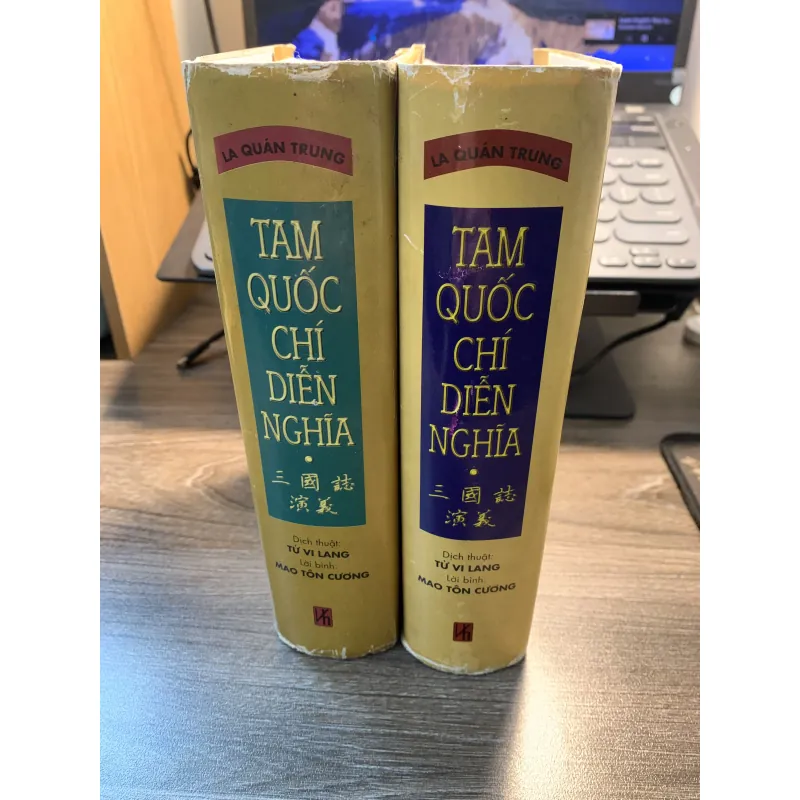 LA QUÁN TRUNG
TAM
QUỐC
CHÍ
DIỄN
NGHĨA
三國誌
演義
Dịch thuật:
TỬ VI LANG
Lời bình:
MAO TÔN CƯƠNG
LA QUÁN TRUNG
TAM
QUỐC
CHÍ
DIỄN
NGHĨA
三國誌
演義
Dịch thuật:
TỬ VI LANG
Lời bình:
MAO TÔN CƯƠNG